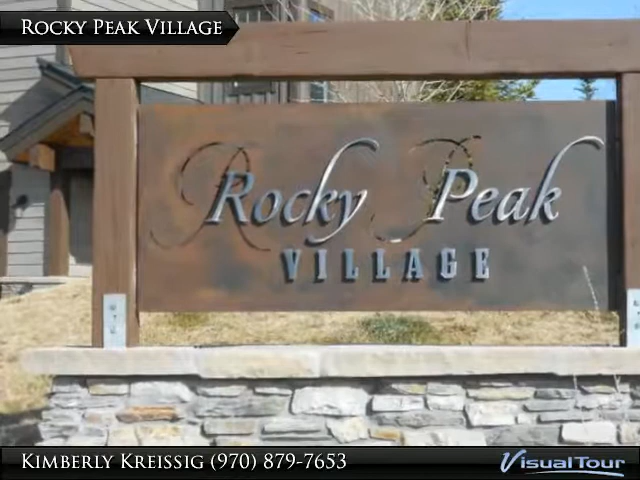 Rocky Peak Village
Rocky Peak
VILLAGE
Kimberly Kreissig (970) 879-7653
VisualTour